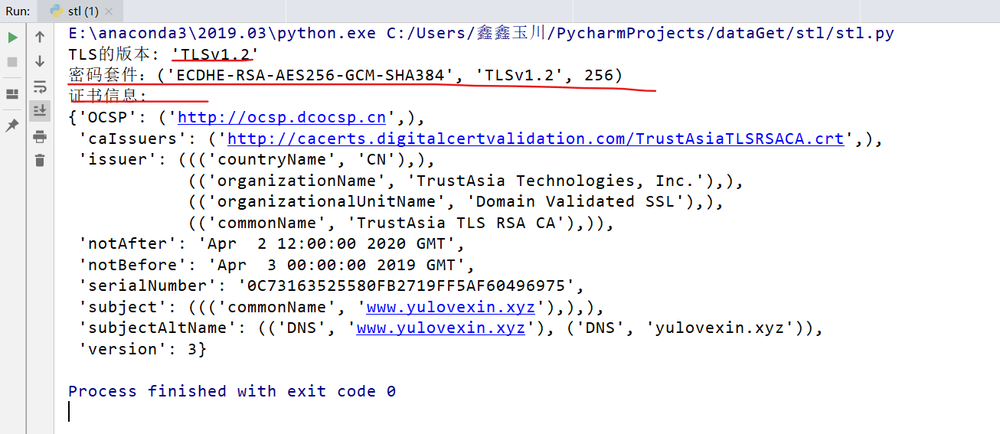 Run: stl (1)
E:\anaconda3\2019.03\python.exe C:/Users/鑫鑫玉川/PycharmProjects/dataGet/stl/stl.py
TLS的版本: 'TLSv1.2'
密码套件：('ECDHE-RSA-AES256-GCM-SHA384', 'TLSv1.2', 256)
证书信息：
{'OCSP': ('http://ocsp.dcocsp.cn',),
 'caIssuers': ('http://cacerts.digitalcertvalidation.com/TrustAsiaTLSRSACA.crt',),
 'issuer': ((('countryName', 'CN'),),
            (('organizationName', 'TrustAsia Technologies, Inc.'),),
            (('organizationalUnitName', 'Domain Validated SSL'),),
            (('commonName', 'TrustAsia TLS RSA CA'),)),
 'notAfter': 'Apr  2 12:00:00 2020 GMT',
 'notBefore': 'Apr  3 00:00:00 2019 GMT',
 'serialNumber': '0C73163525580FB2719FF5AF60496975',
 'subject': ((('commonName', 'www.yulovexin.xyz'),),),
 'subjectAltName': (('DNS', 'www.yulovexin.xyz'), ('DNS', 'yulovexin.xyz')),
 'version': 3}
Process finished with exit code 0